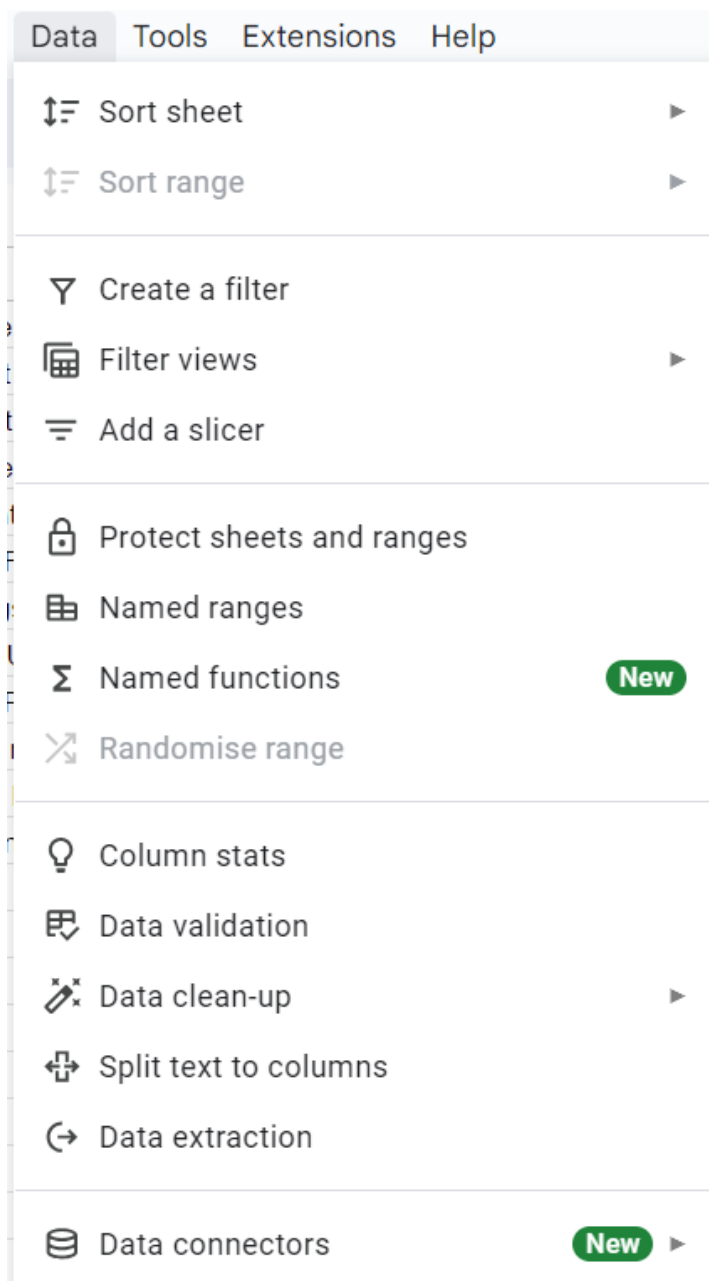 Data Tools Extensions Help
Sort sheet
Sort range
Create a filter
Filter views
Add a slicer
Protect sheets and ranges
Named ranges
Named functions New
Randomise range
Column stats
Data validation
Data clean-up
Split text to columns
Data extraction
Data connectors New